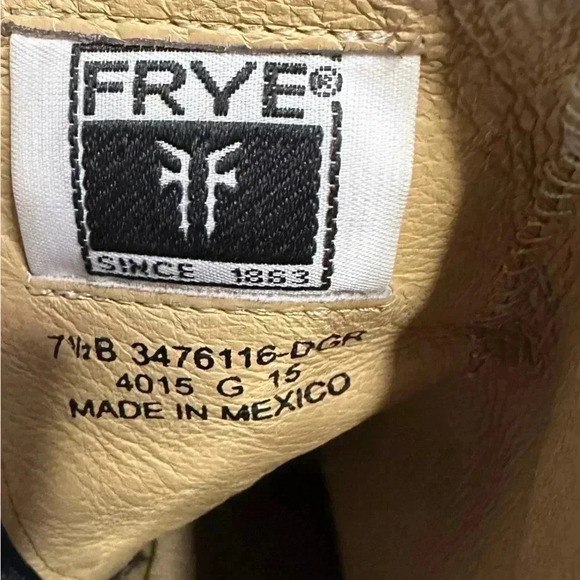 FRYE®
SINCE 1863
7½B 3476116-DGR
4015 G 15
MADE IN MEXICO